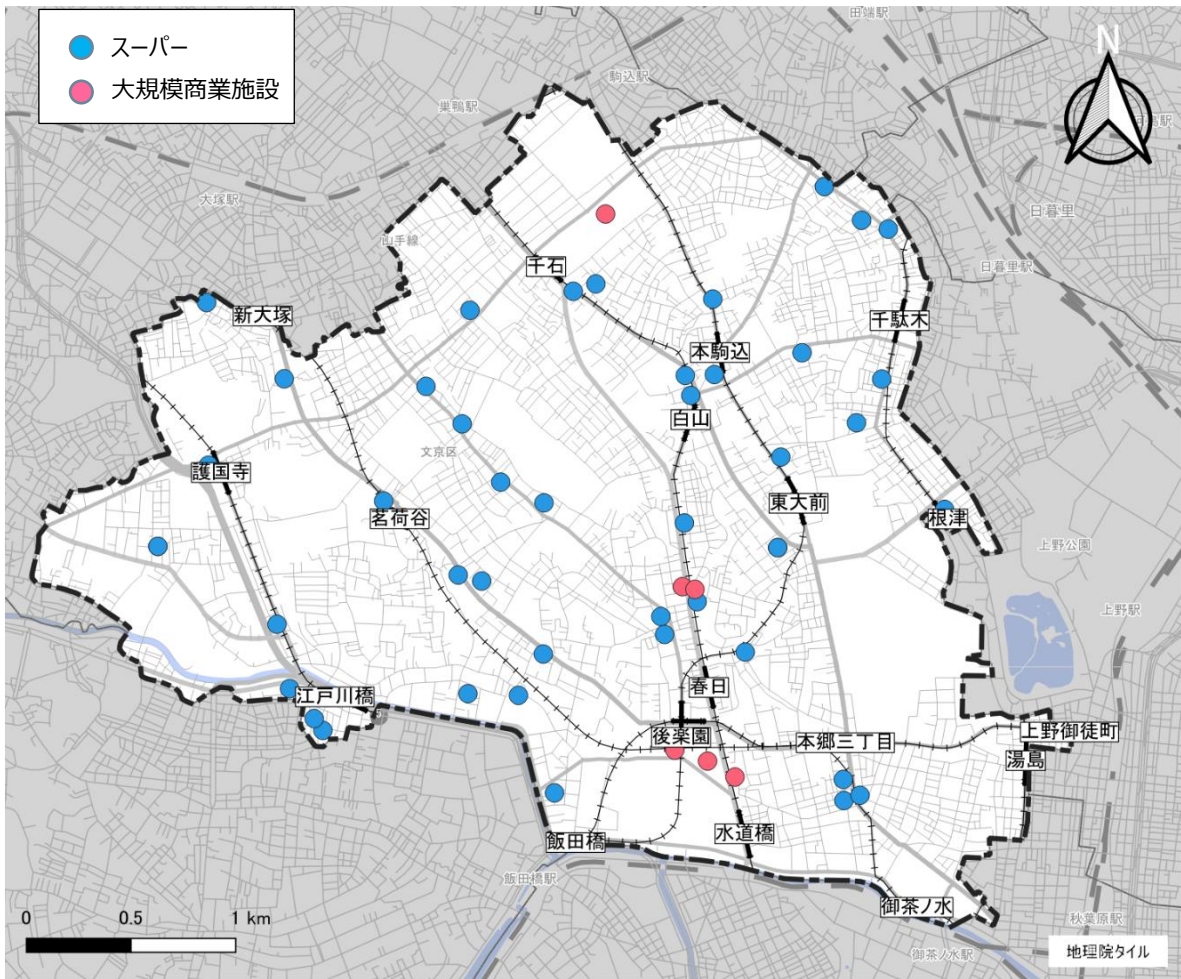 スーパー
大規模商業施設
N
田端駅
駒込駅
巣鴨駅
大塚駅
日暮里
山手線
千石
日暮里駅
新大塚
千駄木
本駒込
白山
文京区
護国寺
茗荷谷
東大前
根津
上野公園
上野駅
春日
江戸川橋
後楽園
本郷三丁目
上野御徒町
湯島
水道橋
飯田橋
飯田橋駅
御茶ノ水
秋葉原駅
御茶ノ水駅
0 0.5 1 km
地理院タイル